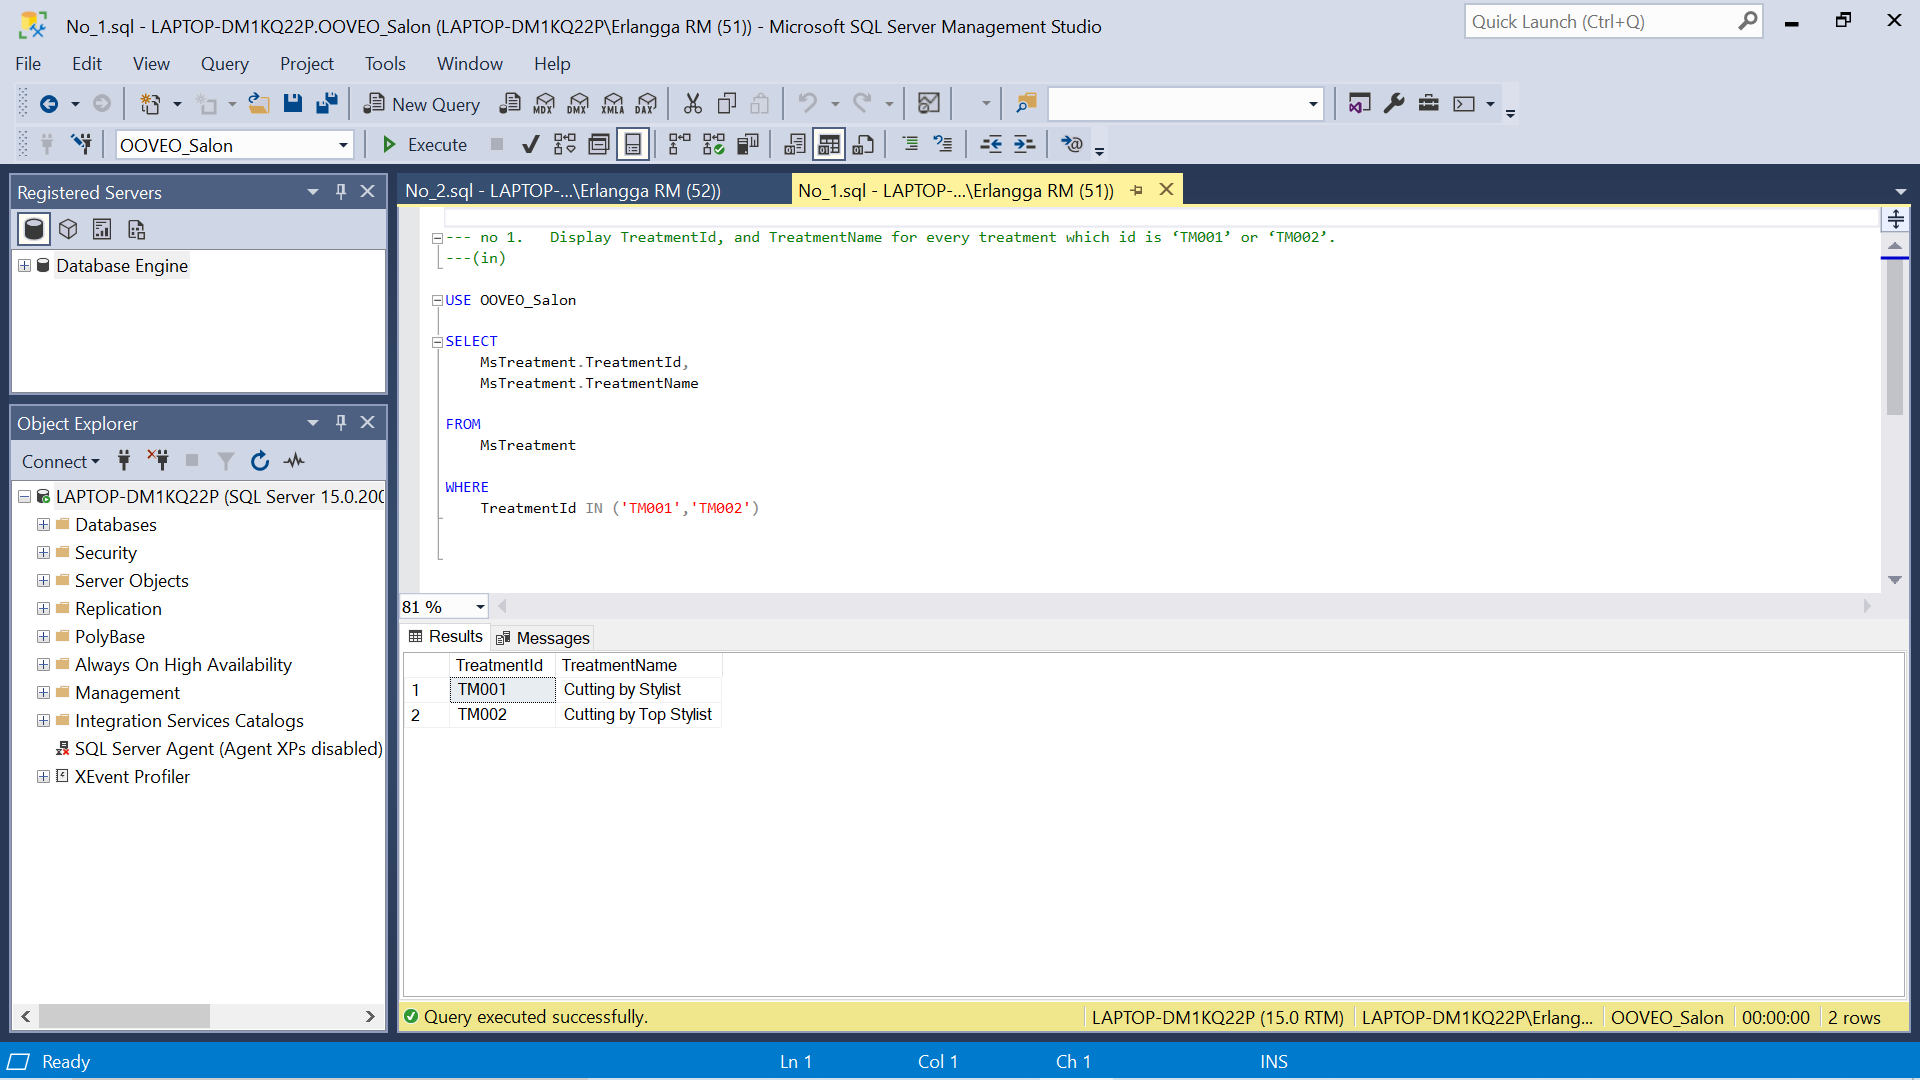 No_1.sql - LAPTOP-DM1KQ22P.OOVEO_Salon (LAPTOP-DM1KQ22P\Erlangga RM (51)) - Microsoft SQL Server Management Studio
Quick Launch (Ctrl+Q)
File Edit View Query Project Tools Window Help
New Query MDX DMX XMLA DAX
OOVEO_Salon Execute
Registered Servers
Database Engine
Object Explorer
Connect
LAPTOP-DM1KQ22P (SQL Server 15.0.200
Databases
Security
Server Objects
Replication
PolyBase
Always On High Availability
Management
Integration Services Catalogs
SQL Server Agent (Agent XPs disabled)
XEvent Profiler
No_2.sql - LAPTOP-...\Erlangga RM (52))
No_1.sql - LAPTOP-...\Erlangga RM (51))
--- no 1.   Display TreatmentId, and TreatmentName for every treatment which id is ‘TM001’ or ‘TM002’.
---(in)
USE OOVEO_Salon
SELECT
MsTreatment.TreatmentId,
MsTreatment.TreatmentName
FROM
MsTreatment
WHERE
TreatmentId IN ('TM001','TM002')
81 %
Results Messages
TreatmentId TreatmentName
1 TM001 Cutting by Stylist
2 TM002 Cutting by Top Stylist
Query executed successfully.
LAPTOP-DM1KQ22P (15.0 RTM) LAPTOP-DM1KQ22P\Erlang... OOVEO_Salon 00:00:00 2 rows
Ready Ln 1 Col 1 Ch 1 INS